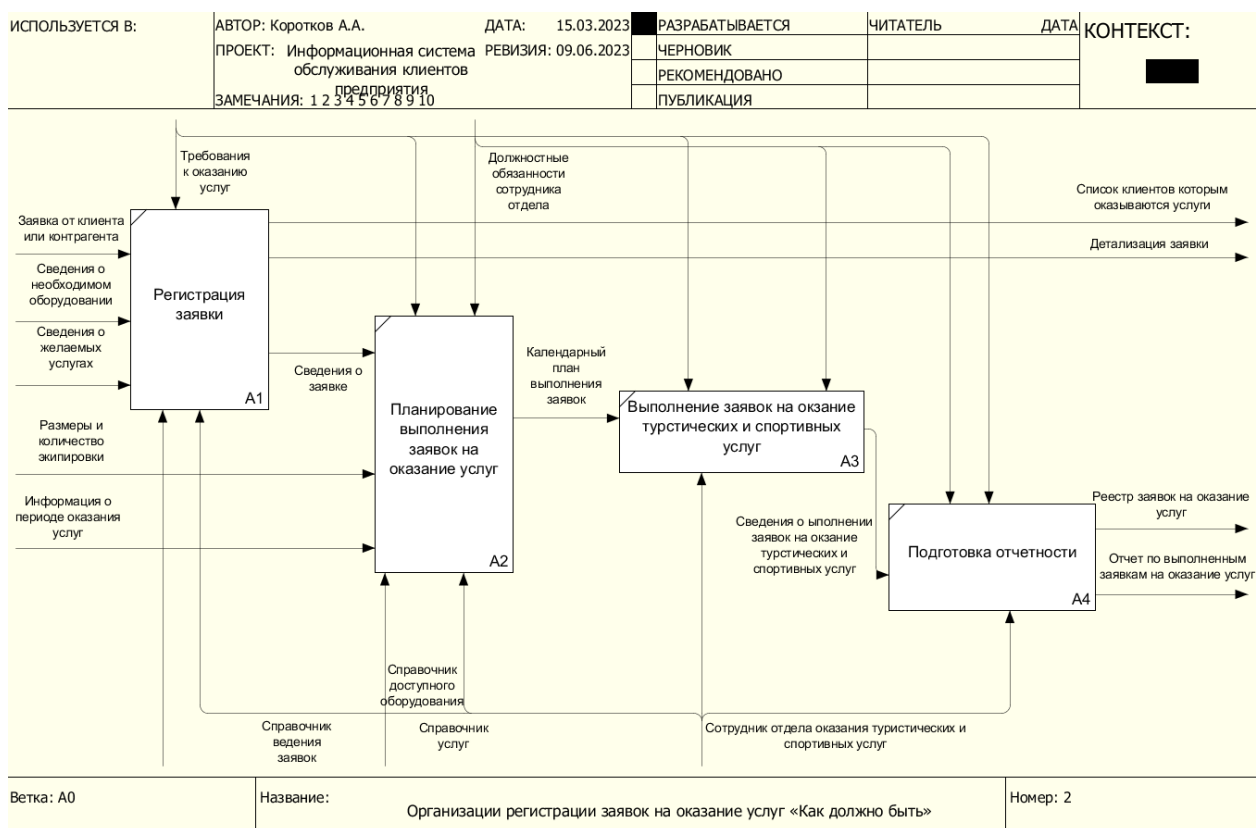 ИСПОЛЬЗУЕТСЯ В:
АВТОР: Коротков А.А.
ДАТА: 15.03.2023
РАЗРАБАТЫВАЕТСЯ
ЧИТАТЕЛЬ
ДАТА
КОНТЕКСТ:
ПРОЕКТ: Информационная система
обслуживания клиентов
предприятия
РЕВИЗИЯ: 09.06.2023
ЧЕРНОВИК
РЕКОМЕНДОВАНО
ЗАМЕЧАНИЯ: 1 2 3 4 5 6 7 8 9 10
ПУБЛИКАЦИЯ
Требования
к оказанию
услуг
Должностные
обязанности
сотрудника
отдела
Список клиентов которым
оказываются услуги
Детализация заявки
Заявка от клиента
или контрагента
Сведения о
необходимом
оборудовании
Сведения о
желаемых
услугах
Регистрация
заявки
A1
Сведения о
заявке
Размеры и
количество
экипировки
Информация о
периоде оказания
услуг
Планирование
выполнения
заявок на
оказание услуг
A2
Календарный
план
выполнения
заявок
Выполнение заявок на окзание
турстических и спортивных
услуг
A3
Сведения о ыполнении
заявок на окзание
турстических и
спортивных услуг
Подготовка отчетности
A4
Реестр заявок на оказание
услуг
Отчет по выполненным
заявкам на оказание услуг
Справочник
доступного
оборудования
Справочник
ведения
заявок
Справочник
услуг
Сотрудник отдела оказания туристических и
спортивных услуг
Ветка: A0
Название:
Организации регистрации заявок на оказание услуг «Как должно быть»
Номер: 2